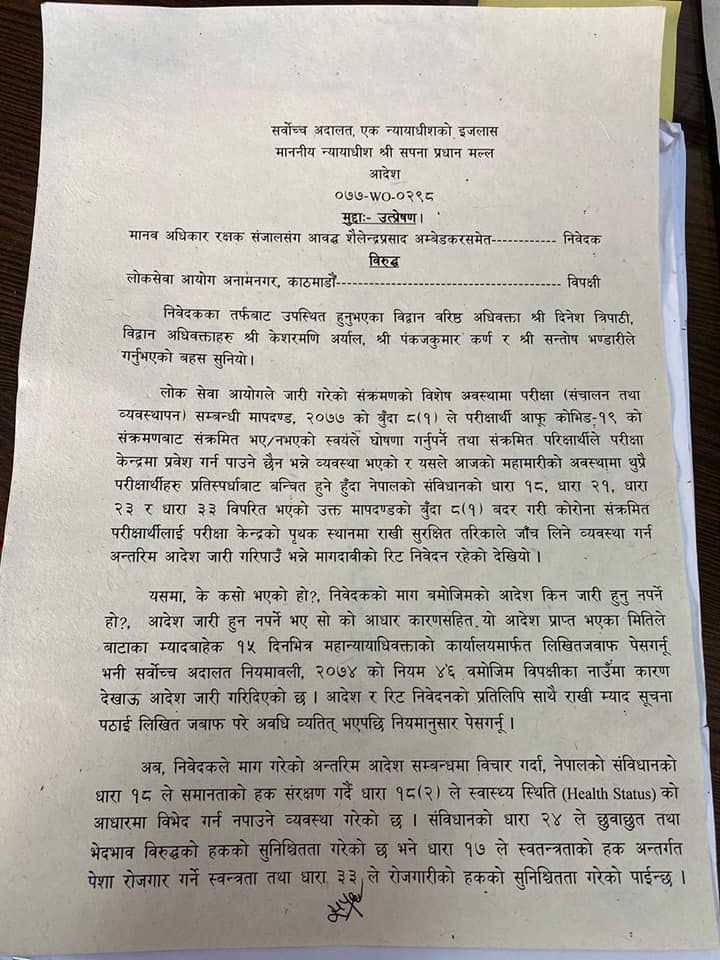 सर्वोच्च अदालत, एक न्यायाधीशको इजलास
माननीय न्यायाधीश श्री सपना प्रधान मल्ल
आदेश
०७७-WO-०२९८
मुद्दाः- उत्प्रेषण।
मानव अधिकार रक्षक संजालसंग आवद्ध शैलेन्द्रप्रसाद अम्बेडकरसमेत------------ निवेदक
विरुद्ध
लोकसेवा आयोग अनामनगर, काठमाडौं---------------------------------------- विपक्षी
निवेदकका तर्फबाट उपस्थित हुनुभएका विद्वान वरिष्ठ अधिवक्ता श्री दिनेश त्रिपाठी,
विद्वान अधिवक्ताहरु श्री केशरमणि अर्याल, श्री पंकजकुमार कर्ण र श्री सन्तोष भण्डारीले
गर्नुभएको बहस सुनियो।
लोक सेवा आयोगले जारी गरेको संक्रमणको विशेष अवस्थामा परीक्षा (संचालन तथा
व्यवस्थापन) सम्बन्धी मापदण्ड, २०७७ को बुँदा ८(१) ले परीक्षार्थी आफू कोभिड-१९ को
संक्रमणबाट संक्रमित भए/नभएको स्वयंले घोषणा गर्नुपर्ने तथा संक्रमित परिक्षार्थीले परीक्षा
केन्द्रमा प्रवेश गर्न पाउने छैन भन्ने व्यवस्था भएको र यसले आजको महामारीको अवस्थामा थुप्रै
परीक्षार्थीहरु प्रतिस्पर्धाबाट बन्चित हुने हुँदा नेपालको संविधानको धारा १८, धारा २१, धारा
२३ र धारा ३३ विपरित भएको उक्त मापदण्डको बुँदा ८(१) बदर गरी कोरोना संक्रमित
परीक्षार्थीलाई परीक्षा केन्द्रको पृथक स्थानमा राखी सुरक्षित तरिकाले जाँच लिने व्यवस्था गर्न
अन्तरिम आदेश जारी गरिपाउँ भन्ने मागदावीको रिट निवेदन रहेको देखियो।
यसमा, के कसो भएको हो?, निवेदकको माग बमोजिमको आदेश किन जारी हुनु नपर्ने
हो?, आदेश जारी हुन नपर्ने भए सो को आधार कारणसहित यो आदेश प्राप्त भएका मितिले
बाटाका म्यादबाहेक १५ दिनभित्र महान्यायाधिवक्ताको कार्यालयमार्फत लिखितजवाफ पेसगर्नू
भनी सर्वोच्च अदालत नियमावली, २०७४ को नियम ४६ बमोजिम विपक्षीका नाउँमा कारण
देखाऊ आदेश जारी गरिदिएको छ। आदेश र रिट निवेदनको प्रतिलिपि साथै राखी म्याद सूचना
पठाई लिखित जबाफ परे अवधि व्यतित् भएपछि नियमानुसार पेसगर्नू।
अब, निवेदकले माग गरेको अन्तरिम आदेश सम्बन्धमा विचार गर्दा, नेपालको संविधानको
धारा १८ ले समानताको हक संरक्षण गर्दै धारा १८(२) ले स्वास्थ्य स्थिति (Health Status) को
आधारमा विभेद गर्न नपाउने व्यवस्था गरेको छ। संविधानको धारा २४ ले छुवाछुत तथा
भेदभाव विरुद्धको हकको सुनिश्चितता गरेको छ भने धारा १७ ले स्वतन्त्रताको हक अन्तर्गत
पेशा रोजगार गर्ने स्वन्त्रता तथा धारा ३३ ले रोजगारीको हकको सुनिश्चितता गरेको पाईन्छ।